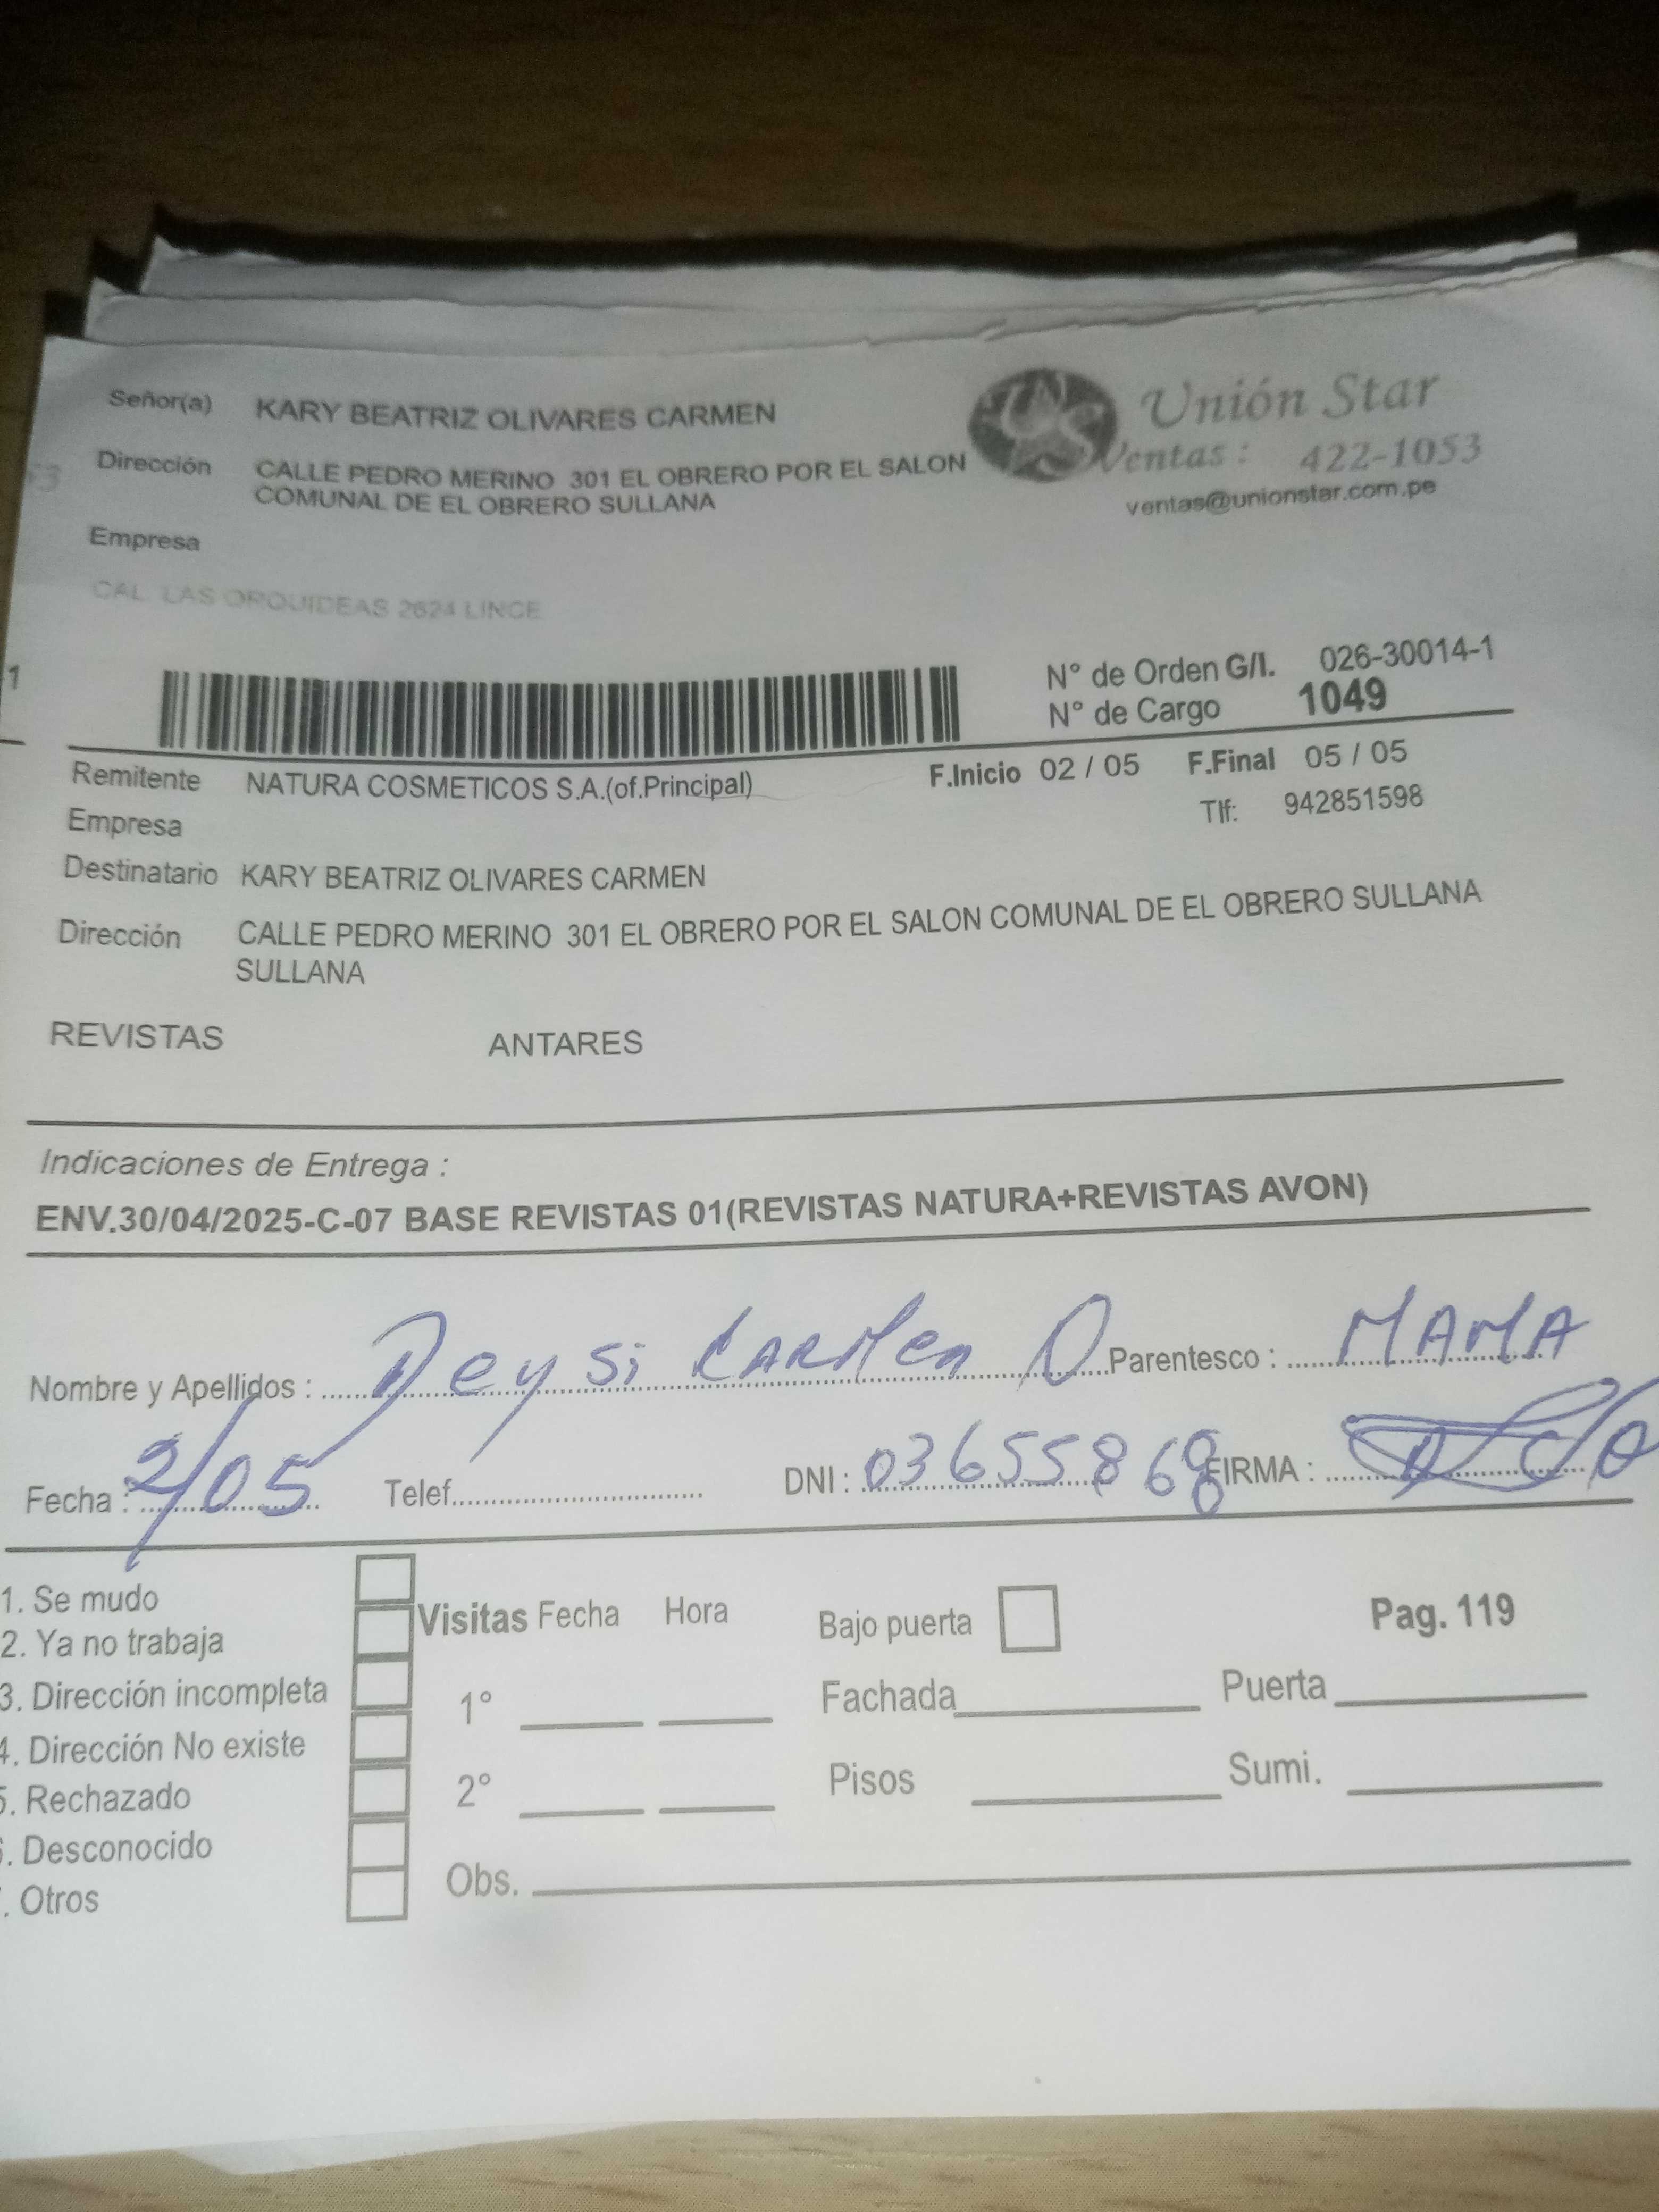 Señor(a) KARY BEATRIZ OLIVARES CARMEN
Unión Star
Ventas : 422-1053
ventas@unionstar.com.pe
Dirección CALLE PEDRO MERINO 301 EL OBRERO POR EL SALON
COMUNAL DE EL OBRERO SULLANA
53
Empresa
CAL. LAS ORQUIDEAS 2624 LINCE
1
N° de Orden G/I. 026-30014-1
N° de Cargo 1049
Remitente NATURA COSMETICOS S.A.(of.Principal) F.Inicio 02 / 05 F.Final 05 / 05
Empresa Tlf: 942851598
Destinatario KARY BEATRIZ OLIVARES CARMEN
Dirección CALLE PEDRO MERINO 301 EL OBRERO POR EL SALON COMUNAL DE EL OBRERO SULLANA
SULLANA
REVISTAS ANTARES
Indicaciones de Entrega :
ENV.30/04/2025-C-07 BASE REVISTAS 01(REVISTAS NATURA+REVISTAS AVON)
Nombre y Apellidos : Deysi CARMen O Parentesco : MAMA
Fecha : 2/05 Telef. DNI : 03655868 FIRMA :
1. Se mudo
2. Ya no trabaja
3. Dirección incompleta
4. Dirección No existe
5. Rechazado
6. Desconocido
. Otros
Visitas Fecha Hora
1°
2°
Obs.
Bajo puerta Pag. 119
Fachada Puerta
Pisos Sumi.